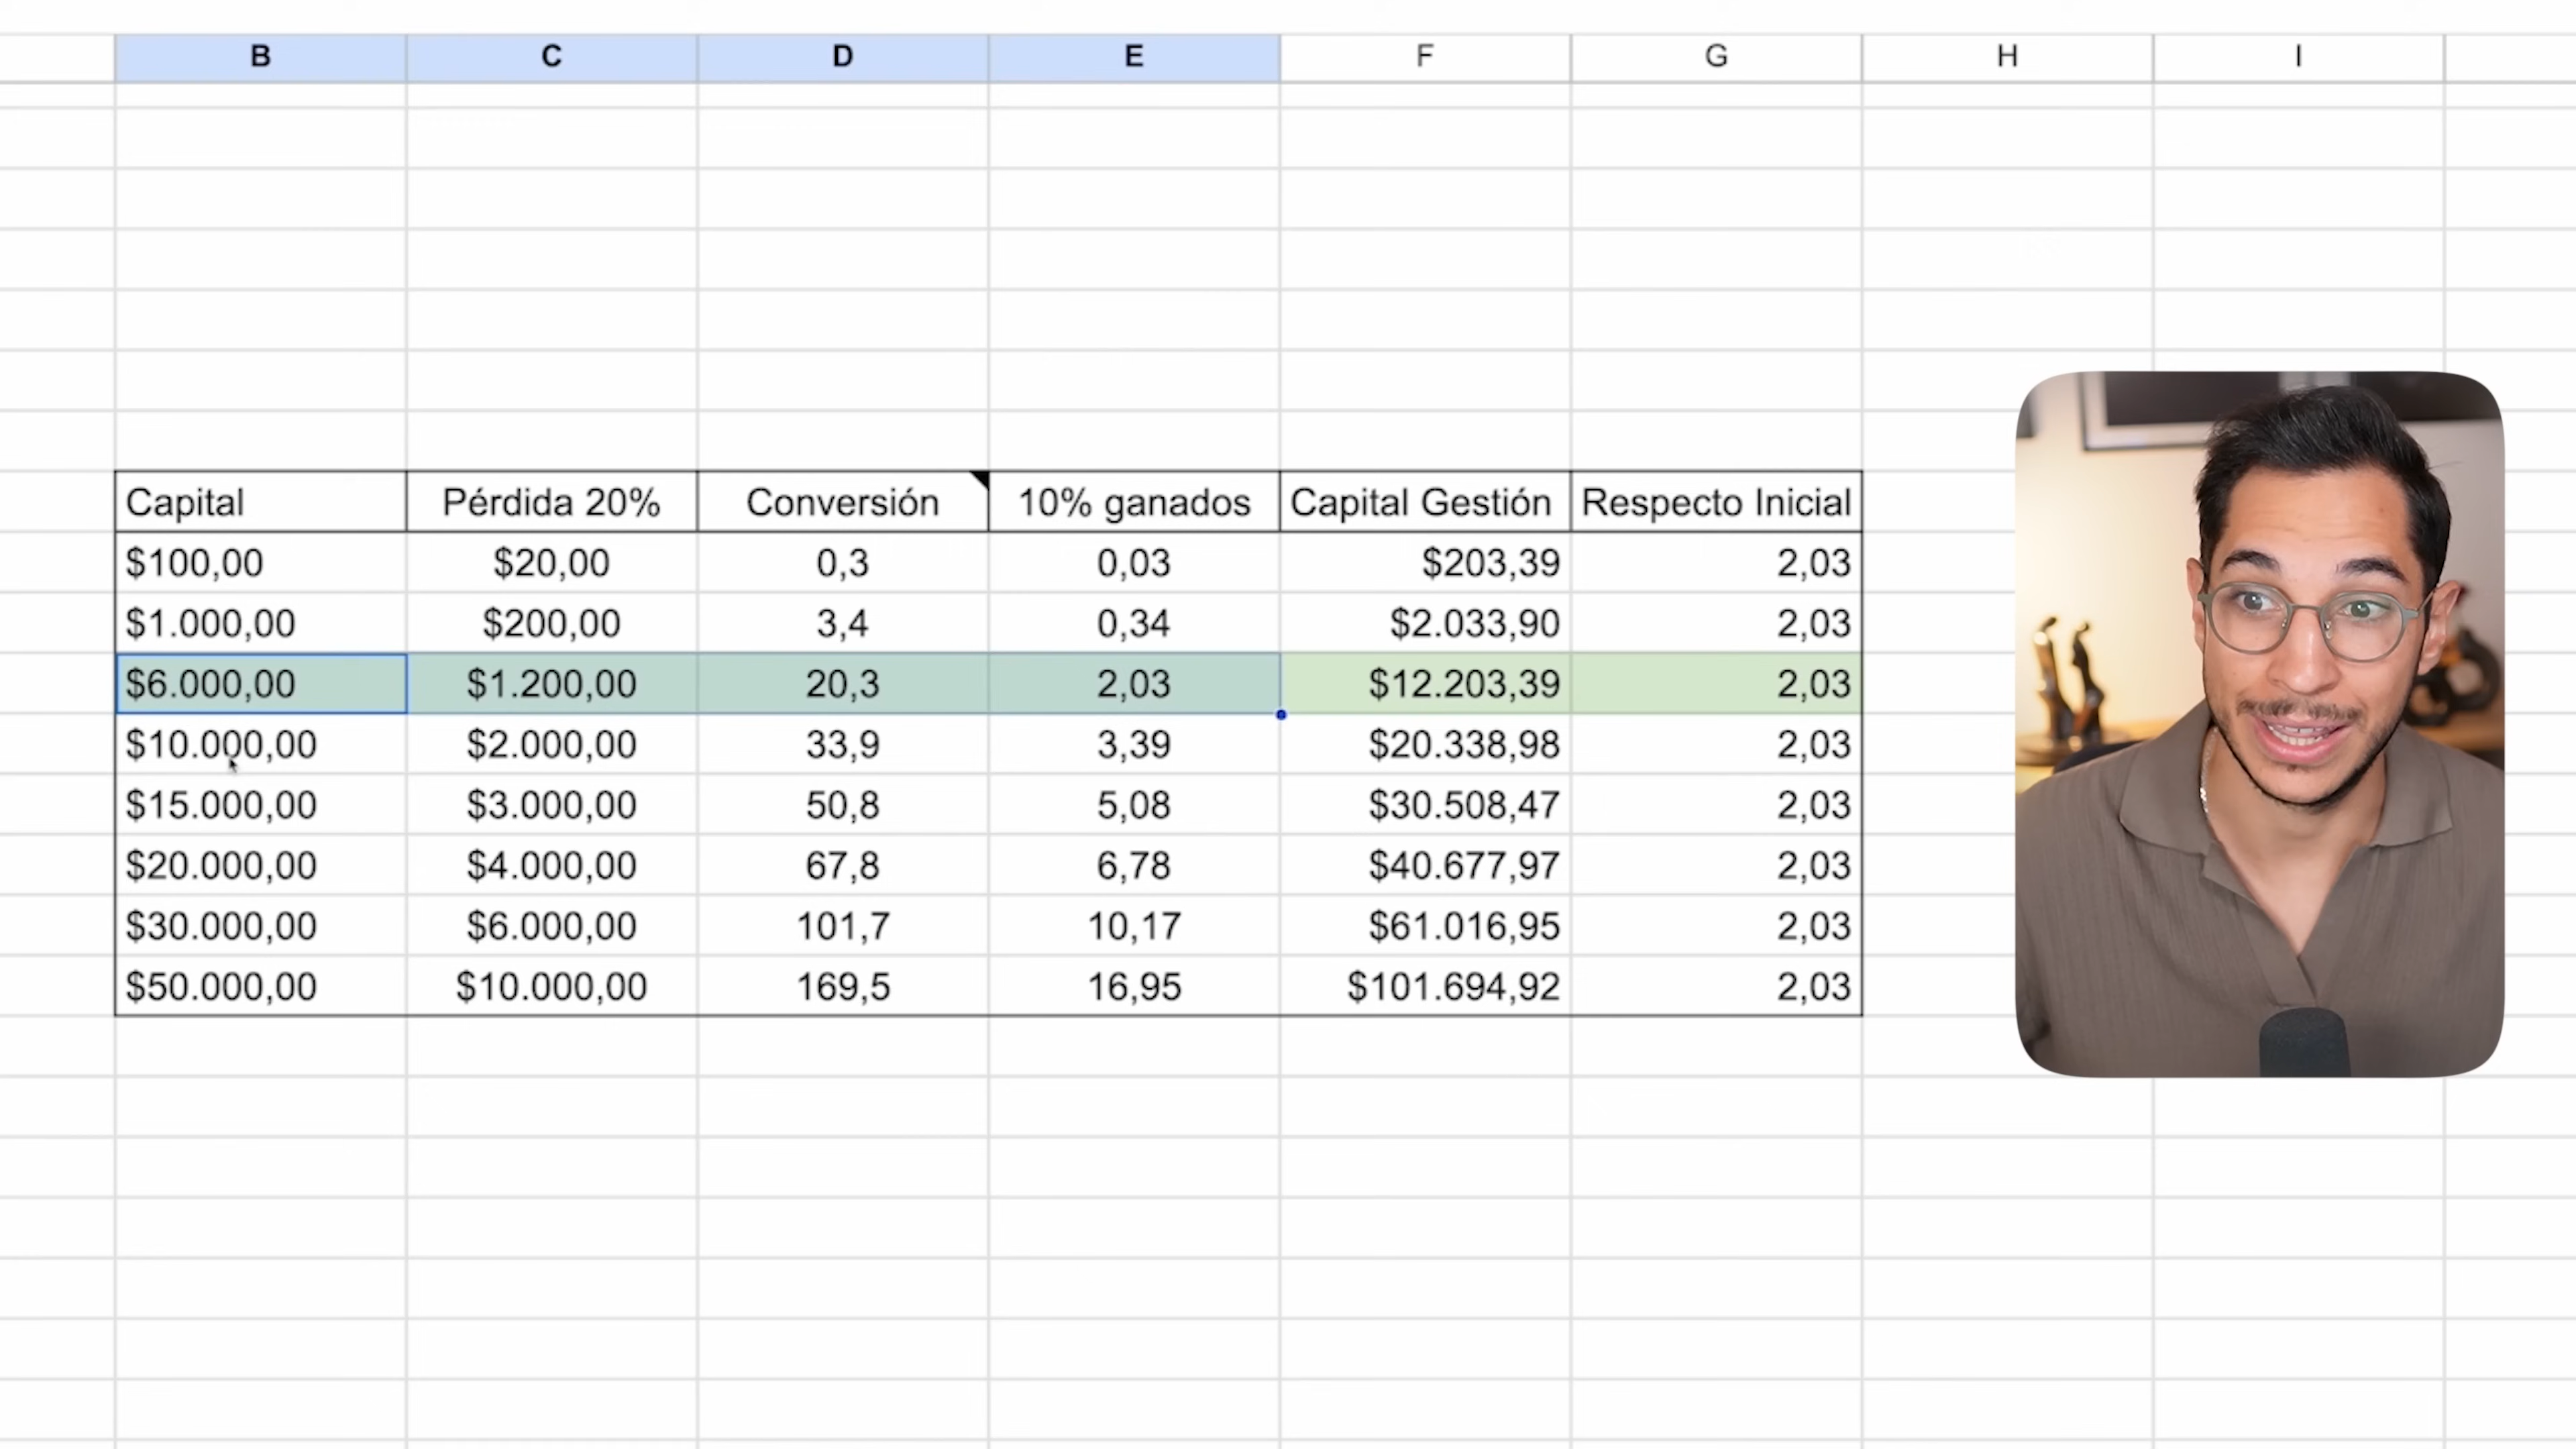 B C D E F G H I
Capital Pérdida 20% Conversión 10% ganados Capital Gestión Respecto Inicial
$100,00 $20,00 0,3 0,03 $203,39 2,03
$1.000,00 $200,00 3,4 0,34 $2.033,90 2,03
$6.000,00 $1.200,00 20,3 2,03 $12.203,39 2,03
$10.000,00 $2.000,00 33,9 3,39 $20.338,98 2,03
$15.000,00 $3.000,00 50,8 5,08 $30.508,47 2,03
$20.000,00 $4.000,00 67,8 6,78 $40.677,97 2,03
$30.000,00 $6.000,00 101,7 10,17 $61.016,95 2,03
$50.000,00 $10.000,00 169,5 16,95 $101.694,92 2,03